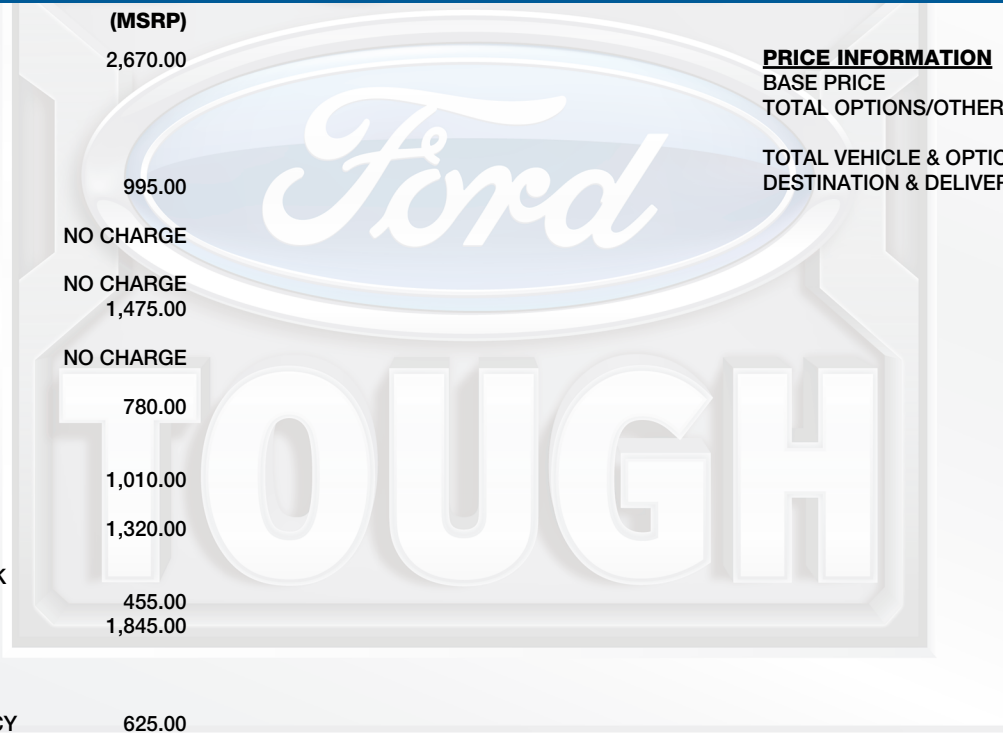 (MSRP)
2,670.00
995.00
NO CHARGE
NO CHARGE
1,475.00
NO CHARGE
780.00
1,010.00
1,320.00
K
455.00
1,845.00
CY 625.00
PRICE INFORMATION
BASE PRICE
TOTAL OPTIONS/OTHER
TOTAL VEHICLE & OPTIO
DESTINATION & DELIVER
Ford
TOUGH